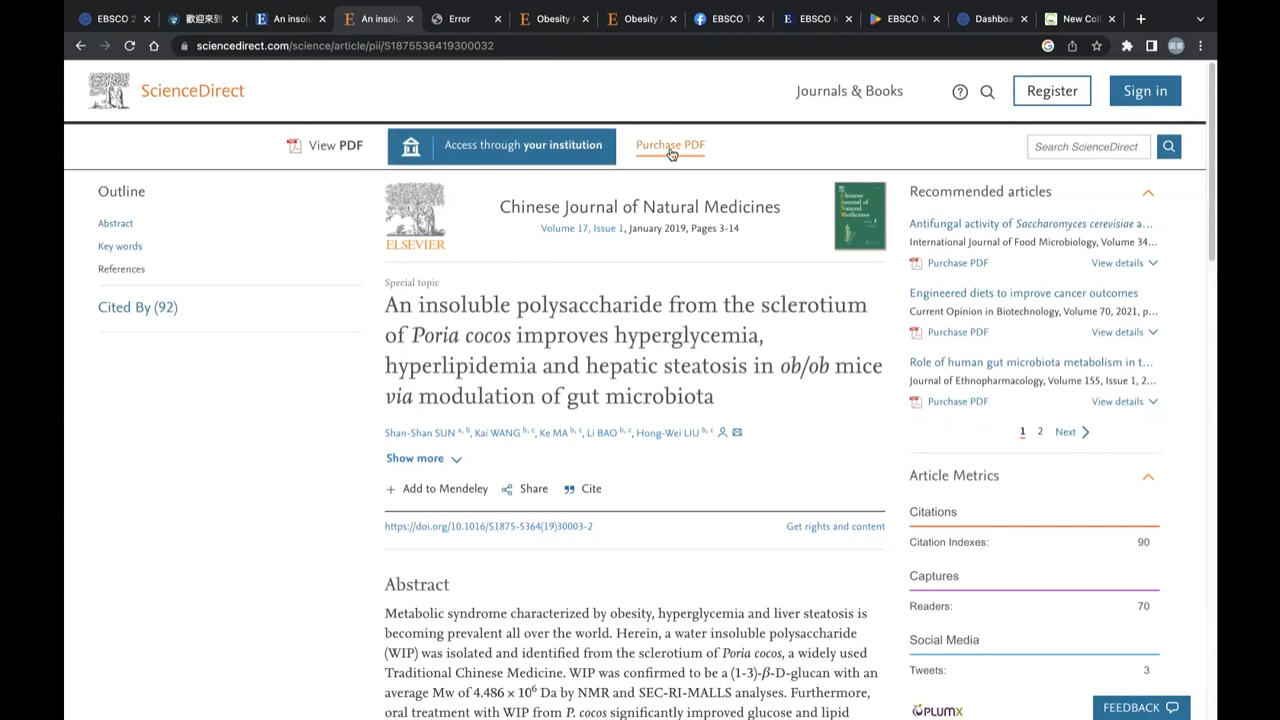 EBSCO 2
歡迎來到
An insolu
An insolu
Error
Obesity
Obesity
EBSCO T
EBSCO I
EBSCO M
Dashboa
New Col
sciencedirect.com/science/article/pii/S1875536419300032
ScienceDirect
Journals & Books
Register
Sign in
View PDF
Access through your institution
Purchase PDF
Search ScienceDirect
Outline
Abstract
Key words
References
Cited By (92)
ELSEVIER
Chinese Journal of Natural Medicines
Volume 17, Issue 1, January 2019, Pages 3-14
Chinese
Journal of
Natural
Medicines
Special topic
An insoluble polysaccharide from the sclerotium
of Poria cocos improves hyperglycemia,
hyperlipidemia and hepatic steatosis in ob/ob mice
via modulation of gut microbiota
Shan-Shan SUN a, b, Kai WANG b, c, Ke MA b, c, Li BAO b, c, Hong-Wei LIU b, c
Show more
Add to Mendeley
Share
Cite
https://doi.org/10.1016/S1875-5364(19)30003-2
Get rights and content
Abstract
Metabolic syndrome characterized by obesity, hyperglycemia and liver steatosis is
becoming prevalent all over the world. Herein, a water insoluble polysaccharide
(WIP) was isolated and identified from the sclerotium of Poria cocos, a widely used
Traditional Chinese Medicine. WIP was confirmed to be a (1-3)-β-D-glucan with an
average Mw of 4.486 × 10⁶ Da by NMR and SEC-RI-MALLS analyses. Furthermore,
oral treatment with WIP from P. cocos significantly improved glucose and lipid
Recommended articles
Antifungal activity of Saccharomyces cerevisiae a...
International Journal of Food Microbiology, Volume 34...
Purchase PDF
View details
Engineered diets to improve cancer outcomes
Current Opinion in Biotechnology, Volume 70, 2021, p...
Purchase PDF
View details
Role of human gut microbiota metabolism in t...
Journal of Ethnopharmacology, Volume 155, Issue 1, 2...
Purchase PDF
View details
1 2 Next
Article Metrics
Citations
Citation Indexes: 90
Captures
Readers: 70
Social Media
Tweets: 3
PLUMX
FEEDBACK